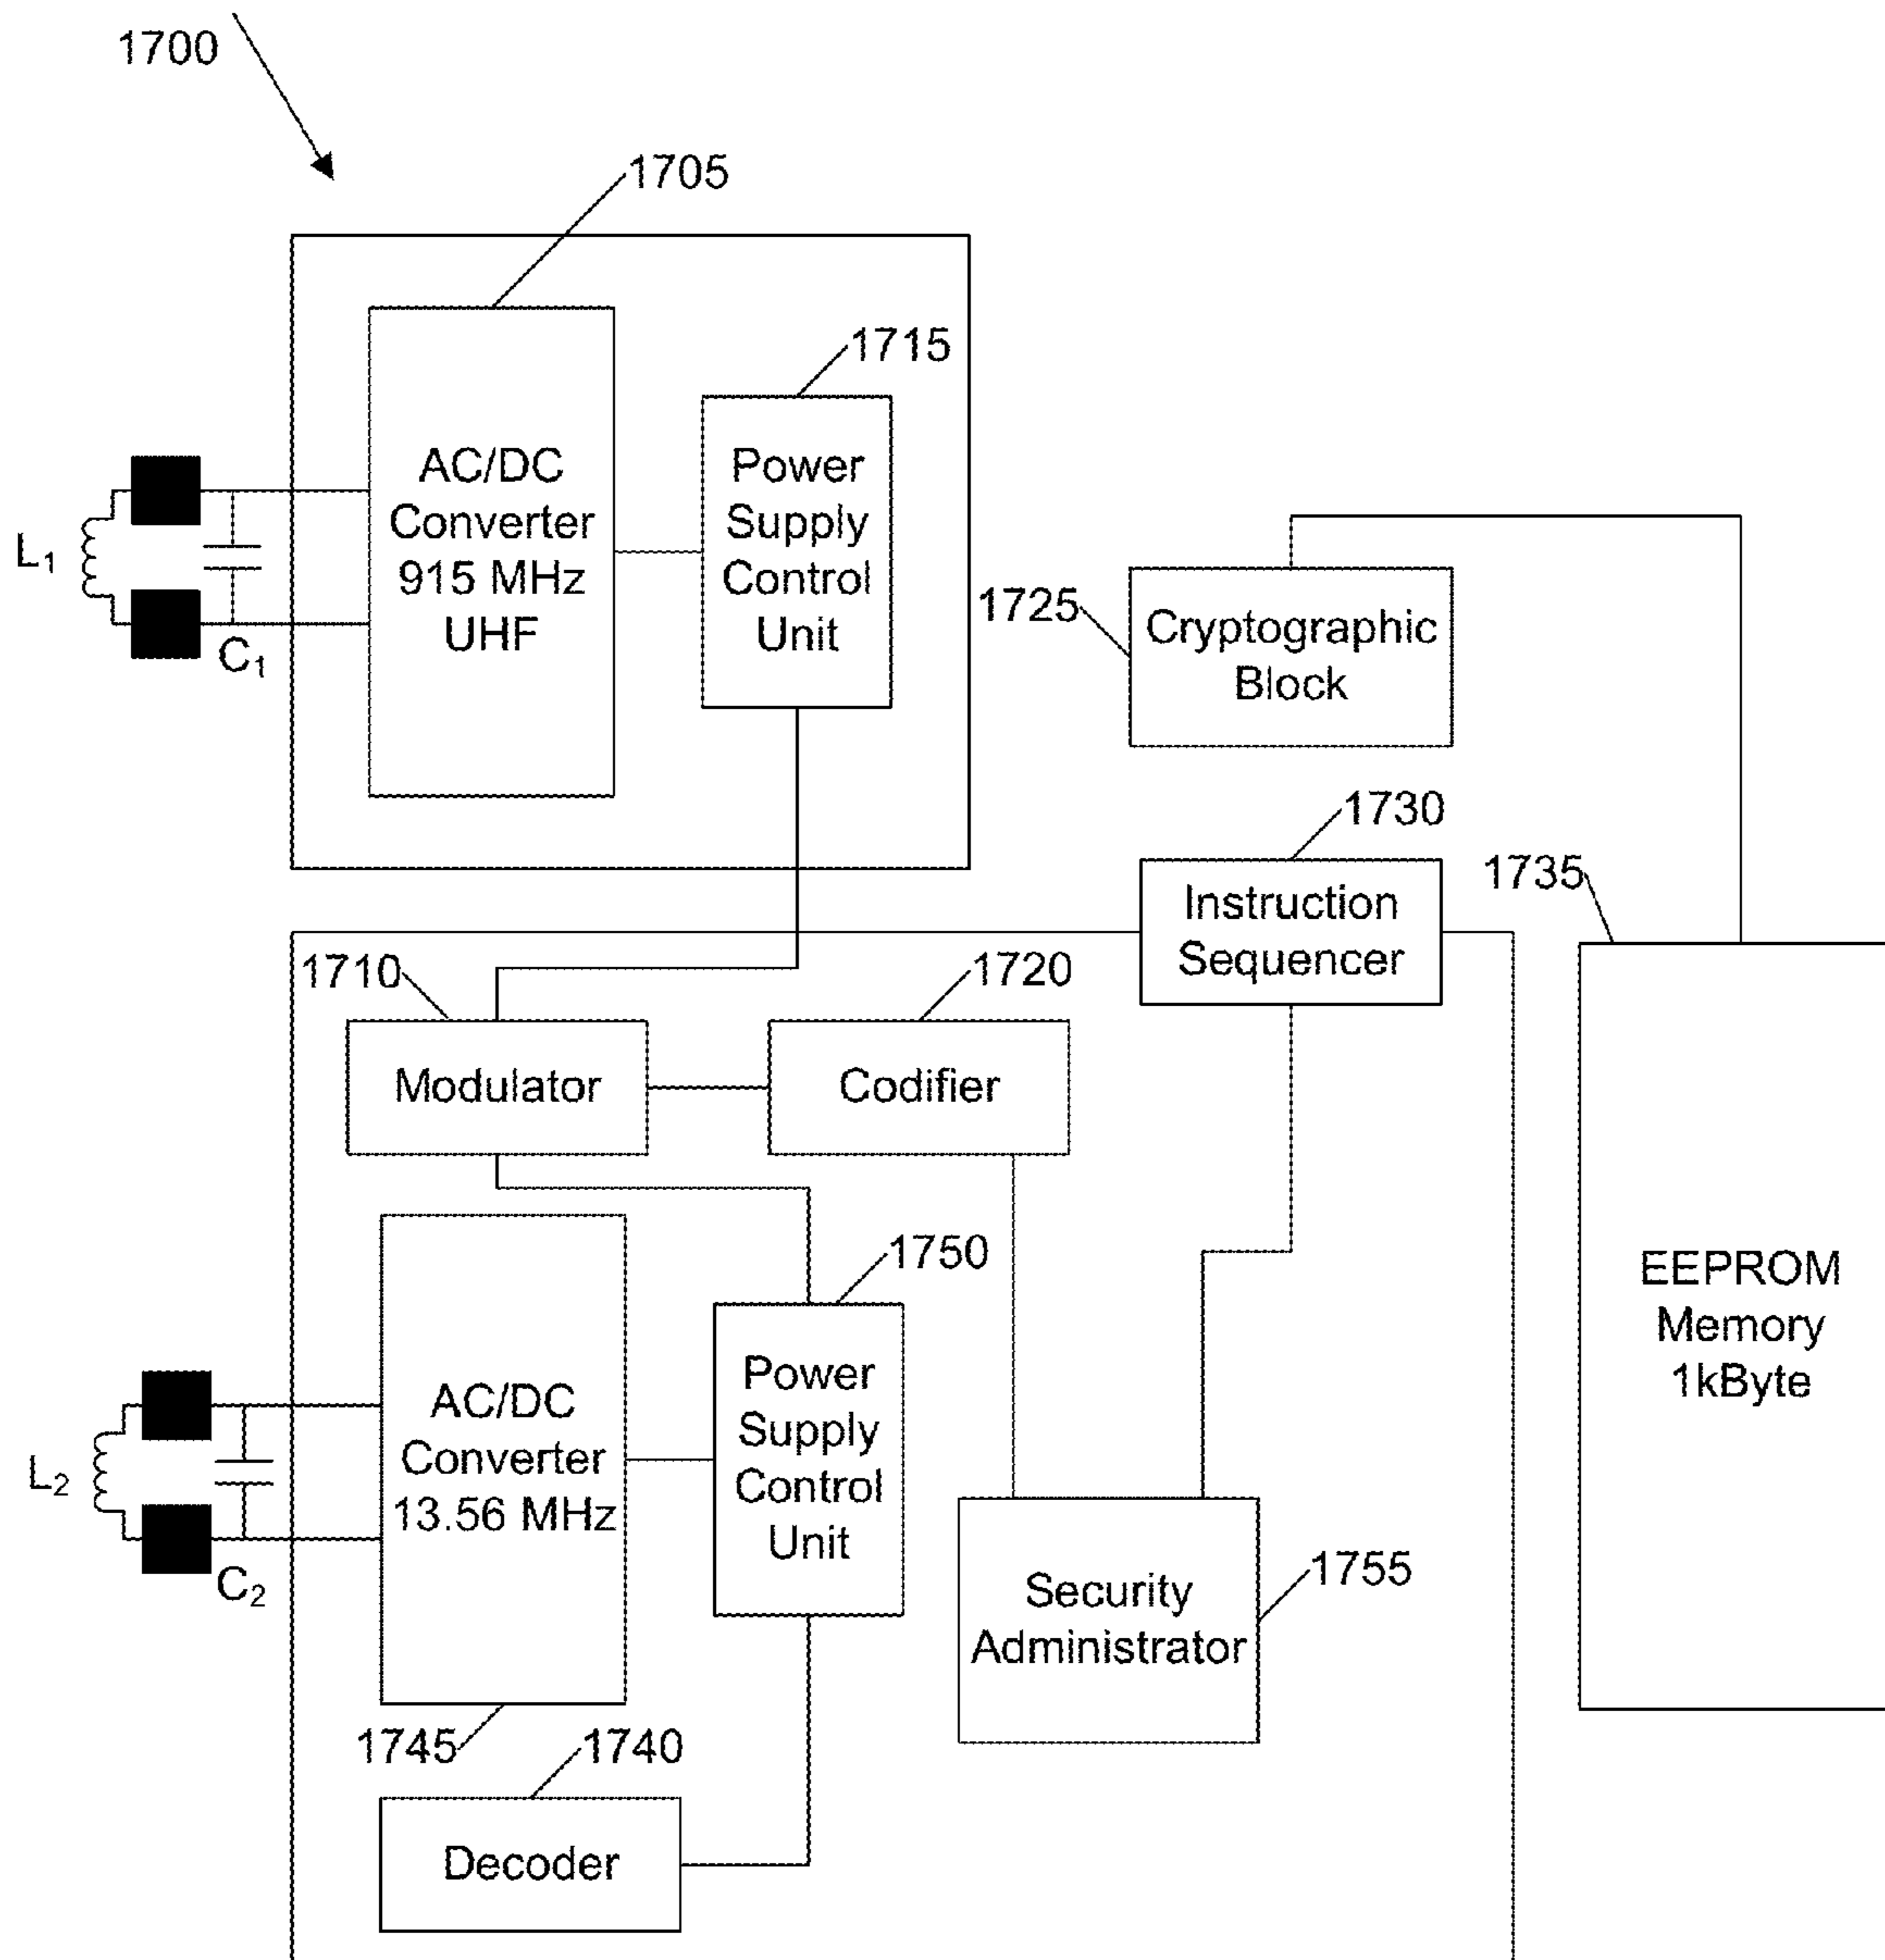 1700
1705
1715
AC/DC
Converter
915 MHz
UHF
Power
Supply
Control
Unit
L₁
C₁
1725
Cryptographic
Block
1730
Instruction
Sequencer
1735
EEPROM
Memory
1kByte
1710
Modulator
1720
Codifier
1750
AC/DC
Converter
13.56 MHz
Power
Supply
Control
Unit
L₂
C₂
Security
Administrator
1755
1745
1740
Decoder